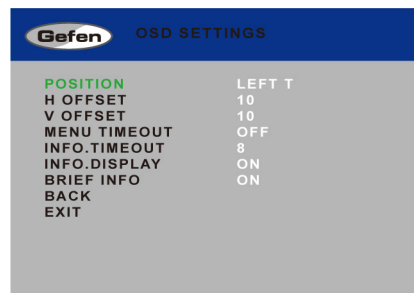 Gefen OSD SETTINGS
POSITION LEFT T
H OFFSET 10
V OFFSET 10
MENU TIMEOUT OFF
INFO.TIMEOUT 8
INFO.DISPLAY ON
BRIEF INFO ON
BACK
EXIT